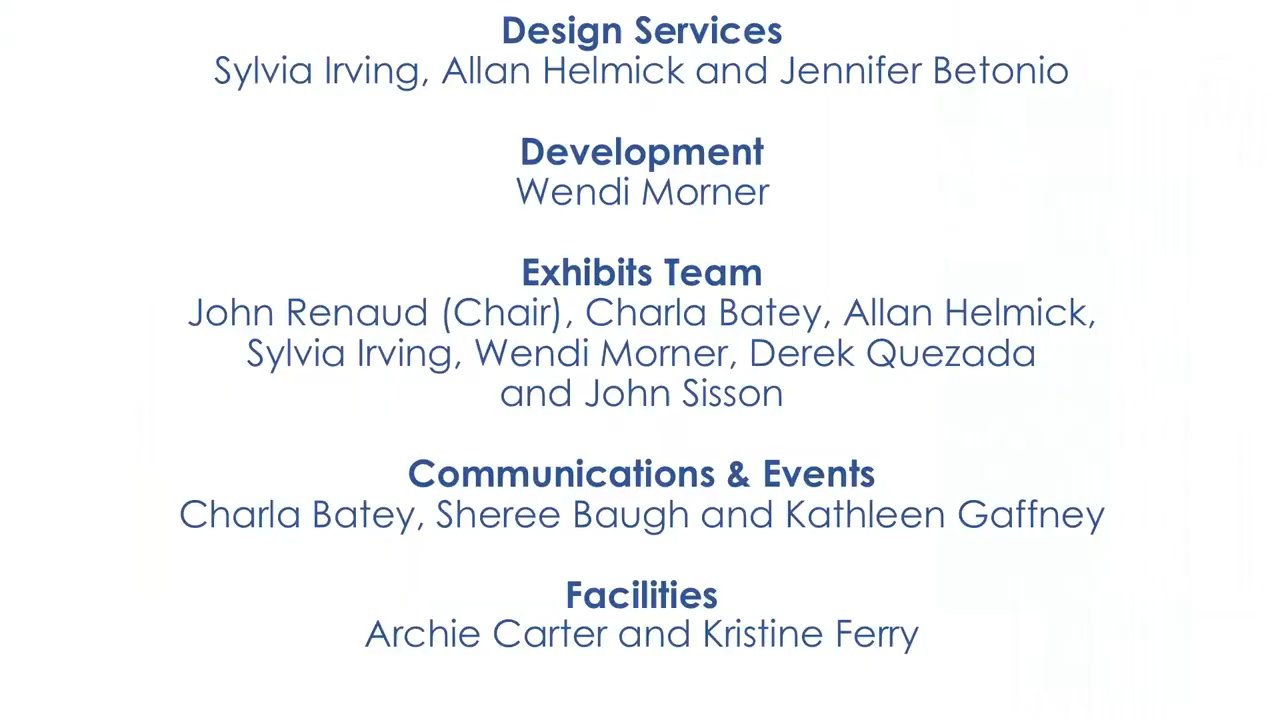 Design Services
Sylvia Irving, Allan Helmick and Jennifer Betonio
Development
Wendi Morner
Exhibits Team
John Renaud (Chair), Charla Batey, Allan Helmick,
Sylvia Irving, Wendi Morner, Derek Quezada
and John Sisson
Communications & Events
Charla Batey, Sheree Baugh and Kathleen Gaffney
Facilities
Archie Carter and Kristine Ferry